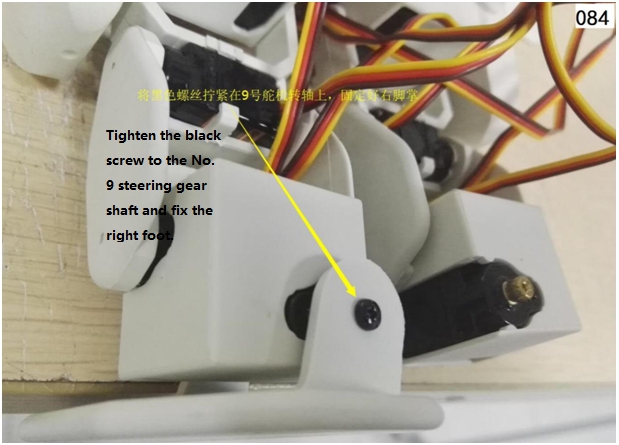 084
将黑色螺丝拧紧在9号舵机转轴上，固定好右脚掌
Tighten the black
screw to the No.
9 steering gear
shaft and fix the
right foot.